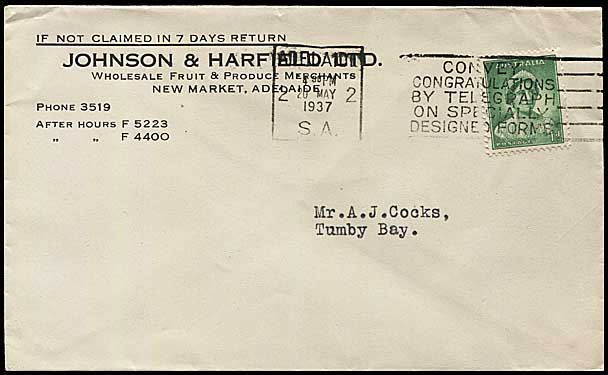 IF NOT CLAIMED IN 7 DAYS RETURN
JOHNSON & HARFIELD LTD.
WHOLESALE FRUIT & PRODUCE MERCHANTS
NEW MARKET, ADELAIDE
PHONE 3519
AFTER HOURS F 5223
" " F 4400
ADELAIDE
PM
2 20 MAY 2
1937
S.A.
CONVEY
CONGRATULATIONS
BY TELEGRAPH
ON SPECIALLY
DESIGNED FORMS
AUSTRALIA
POSTAGE
Mr.A.J.Cocks,
Tumby Bay.